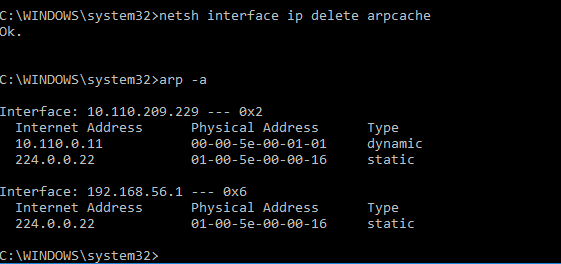 C:\WINDOWS\system32>netsh interface ip delete arpcache
Ok.
C:\WINDOWS\system32>arp -a
Interface: 10.110.209.229 --- 0x2
  Internet Address      Physical Address      Type
  10.110.0.11           00-00-5e-00-01-01     dynamic
  224.0.0.22            01-00-5e-00-00-16     static
Interface: 192.168.56.1 --- 0x6
  Internet Address      Physical Address      Type
  224.0.0.22            01-00-5e-00-00-16     static
C:\WINDOWS\system32>